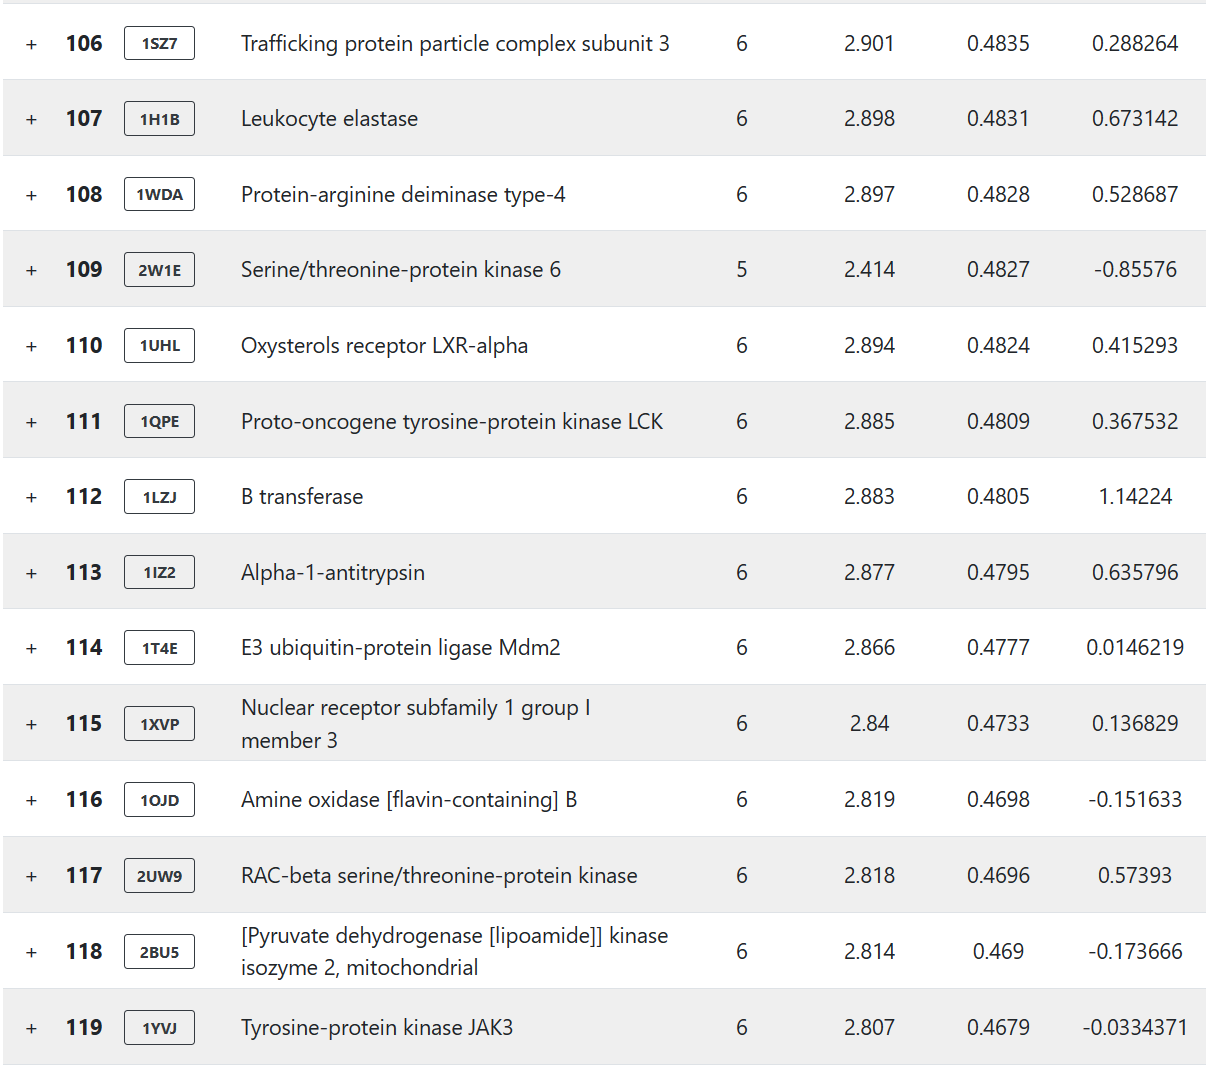 + 106 1SZ7 Trafficking protein particle complex subunit 3 6 2.901 0.4835 0.288264
+ 107 1H1B Leukocyte elastase 6 2.898 0.4831 0.673142
+ 108 1WDA Protein-arginine deiminase type-4 6 2.897 0.4828 0.528687
+ 109 2W1E Serine/threonine-protein kinase 6 5 2.414 0.4827 -0.85576
+ 110 1UHL Oxysterols receptor LXR-alpha 6 2.894 0.4824 0.415293
+ 111 1QPE Proto-oncogene tyrosine-protein kinase LCK 6 2.885 0.4809 0.367532
+ 112 1LZJ B transferase 6 2.883 0.4805 1.14224
+ 113 1IZ2 Alpha-1-antitrypsin 6 2.877 0.4795 0.635796
+ 114 1T4E E3 ubiquitin-protein ligase Mdm2 6 2.866 0.4777 0.0146219
+ 115 1XVP Nuclear receptor subfamily 1 group I
member 3 6 2.84 0.4733 0.136829
+ 116 1OJD Amine oxidase [flavin-containing] B 6 2.819 0.4698 -0.151633
+ 117 2UW9 RAC-beta serine/threonine-protein kinase 6 2.818 0.4696 0.57393
+ 118 2BU5 [Pyruvate dehydrogenase [lipoamide]] kinase
isozyme 2, mitochondrial 6 2.814 0.469 -0.173666
+ 119 1YVJ Tyrosine-protein kinase JAK3 6 2.807 0.4679 -0.0334371